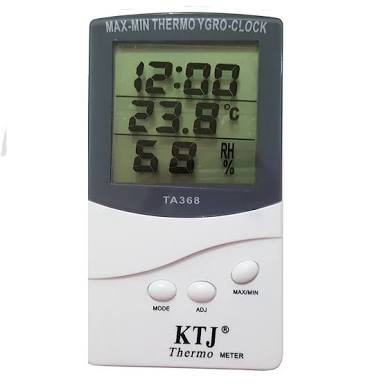 MAX-MIN THERMO YGRO-CLOCK
12:00
23.8 °C
68 RH %
TA368
MAX/MIN
MODE ADJ
KTJ ®
Thermo METER